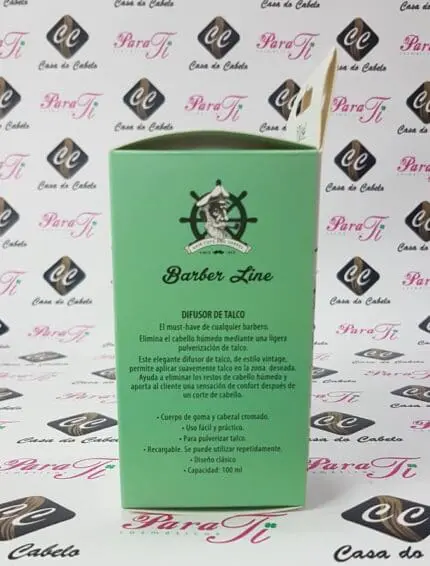 Barber Line
DIFUSOR DE TALCO
El must-have de cualquier barbero.
Elimina el cabello húmedo mediante una ligera
pulverización de talco.
Este elegante difusor de talco, de estilo vintage,
permite aplicar suavemente talco en la zona deseada.
Ayuda a eliminar los restos de cabello húmedo y
aporta al cliente una sensación de confort después de
un corte de cabello.
• Cuerpo de goma y cabezal cromado.
• Uso fácil y práctico.
• Para pulverizar talco.
• Recargable. Se puede utilizar repetidamente.
• Diseño clásico
• Capacidad: 100 ml
CC
Casa do Cabelo
Para Ti
cosméticos